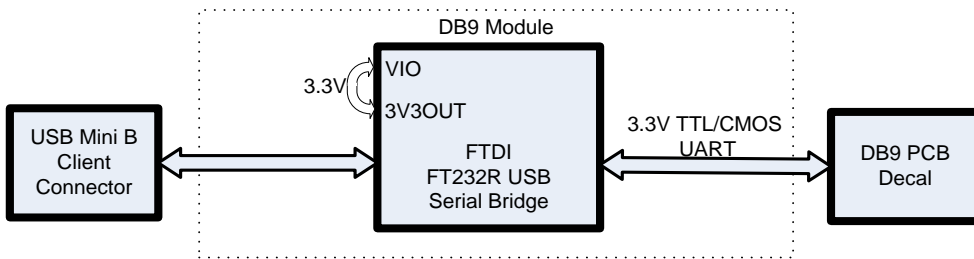 DB9 Module
VIO
3.3V
3V3OUT
USB Mini B
Client
Connector
FTDI
FT232R USB
Serial Bridge
3.3V TTL/CMOS
UART
DB9 PCB
Decal